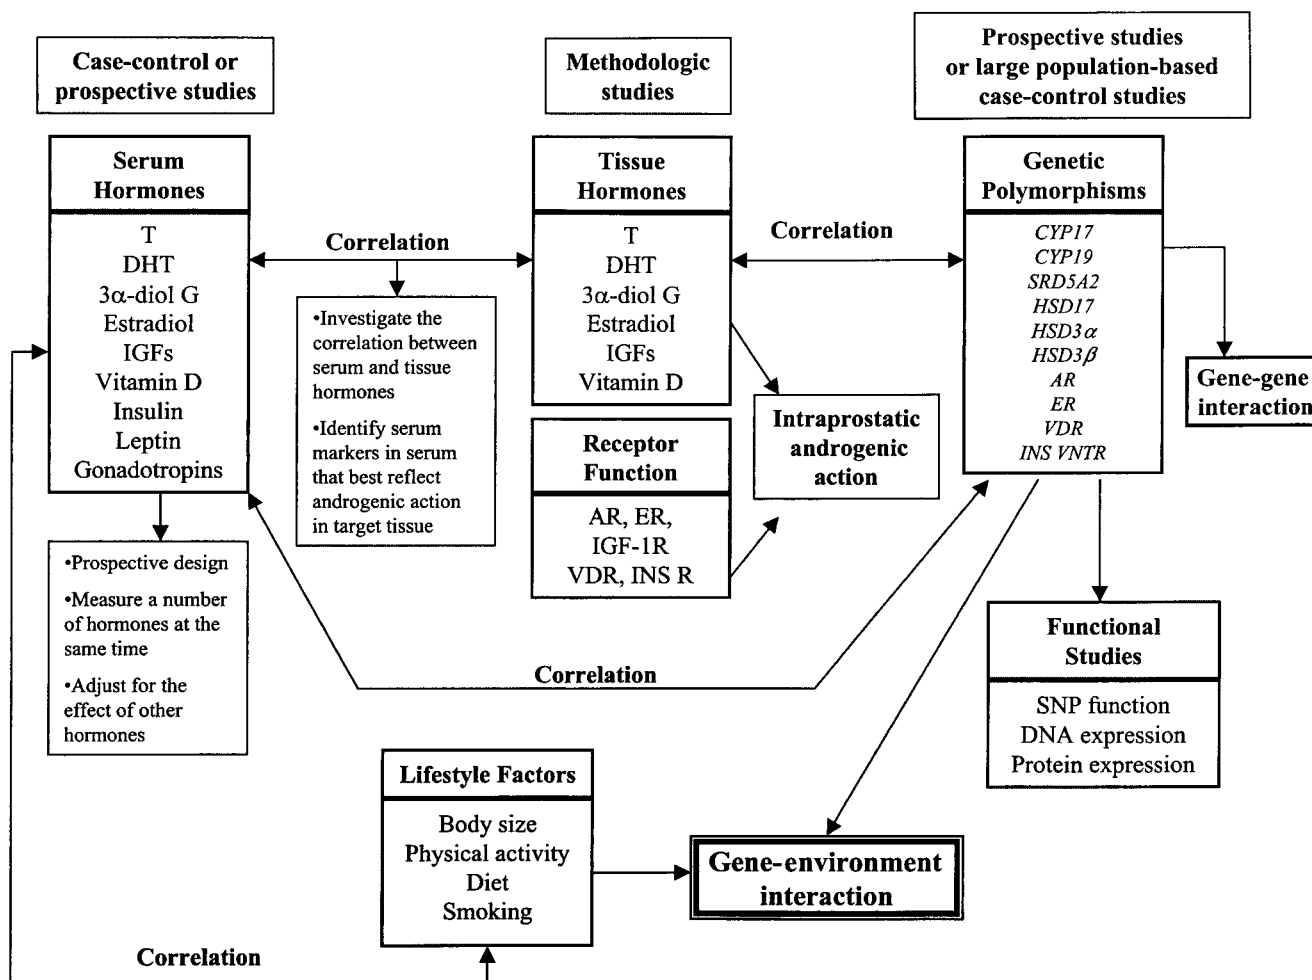 Case-control or
prospective studies
Methodologic
studies
Prospective studies
or large population-based
case-control studies
Serum
Hormones
T
DHT
3α-diol G
Estradiol
IGFs
Vitamin D
Insulin
Leptin
Gonadotropins
Correlation
•Investigate the
correlation between
serum and tissue
hormones
•Identify serum
markers in serum
that best reflect
androgenic action
in target tissue
Tissue
Hormones
T
DHT
3α-diol G
Estradiol
IGFs
Vitamin D
Receptor
Function
AR, ER,
IGF-1R
VDR, INS R
Correlation
Intraprostatic
androgenic
action
Genetic
Polymorphisms
CYP17
CYP19
SRD5A2
HSD17
HSD3α
HSD3β
AR
ER
VDR
INS VNTR
Gene-gene
interaction
•Prospective design
•Measure a number
of hormones at the
same time
•Adjust for the
effect of other
hormones
Correlation
Functional
Studies
SNP function
DNA expression
Protein expression
Lifestyle Factors
Body size
Physical activity
Diet
Smoking
Gene-environment
interaction
Correlation